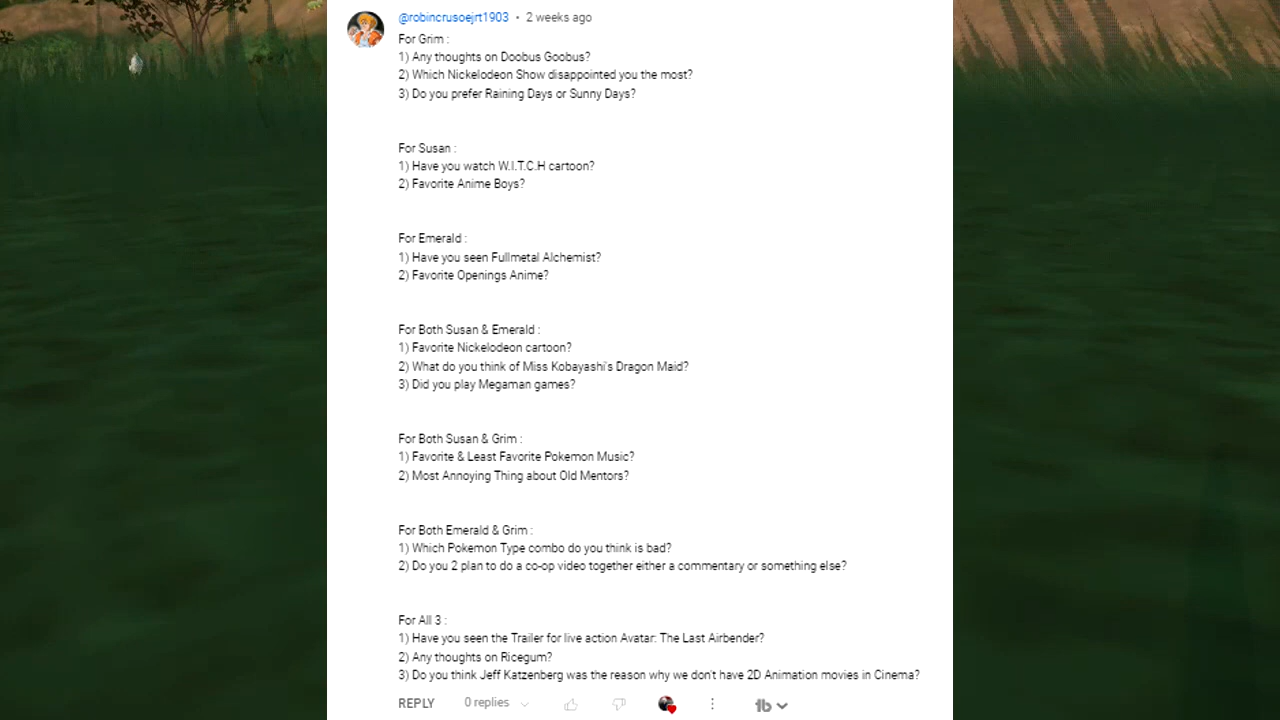 @robincrusoejrt1903 • 2 weeks ago
For Grim :
1) Any thoughts on Doobus Goobus?
2) Which Nickelodeon Show disappointed you the most?
3) Do you prefer Raining Days or Sunny Days?
For Susan :
1) Have you watch W.I.T.C.H cartoon?
2) Favorite Anime Boys?
For Emerald :
1) Have you seen Fullmetal Alchemist?
2) Favorite Openings Anime?
For Both Susan & Emerald :
1) Favorite Nickelodeon cartoon?
2) What do you think of Miss Kobayashi's Dragon Maid?
3) Did you play Megaman games?
For Both Susan & Grim :
1) Favorite & Least Favorite Pokemon Music?
2) Most Annoying Thing about Old Mentors?
For Both Emerald & Grim :
1) Which Pokemon Type combo do you think is bad?
2) Do you 2 plan to do a co-op video together either a commentary or something else?
For All 3 :
1) Have you seen the Trailer for live action Avatar: The Last Airbender?
2) Any thoughts on Ricegum?
3) Do you think Jeff Katzenberg was the reason why we don't have 2D Animation movies in Cinema?
REPLY 0 replies tb